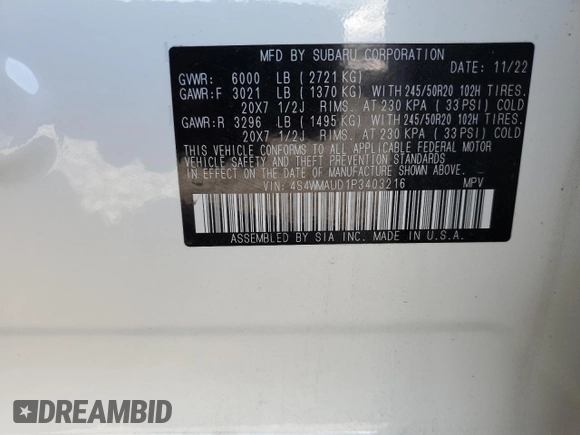 MFD BY SUBARU CORPORATION
GVWR: 6000 LB ( 2721 KG) DATE: 11/22
GAWR:F 3021 LB ( 1370 KG) WITH 245/50R20 102H TIRES.
20X7 1/2J RIMS. AT 230 KPA ( 33 PSI) COLD
GAWR:R 3296 LB ( 1495 KG) WITH 245/50R20 102H TIRES.
20X7 1/2J RIMS. AT 230 KPA ( 33 PSI) COLD
THIS VEHICLE CONFORMS TO ALL APPLICABLE FEDERAL MOTOR
VEHICLE SAFETY AND THEFT PREVENTION STANDARDS IN
EFFECT ON THE DATE OF MANUFACTURE SHOWN ABOVE.
VIN: 4S4WMAUD1P3403216 MPV
ASSEMBLED BY SIA INC. MADE IN U.S.A.
DREAMBID